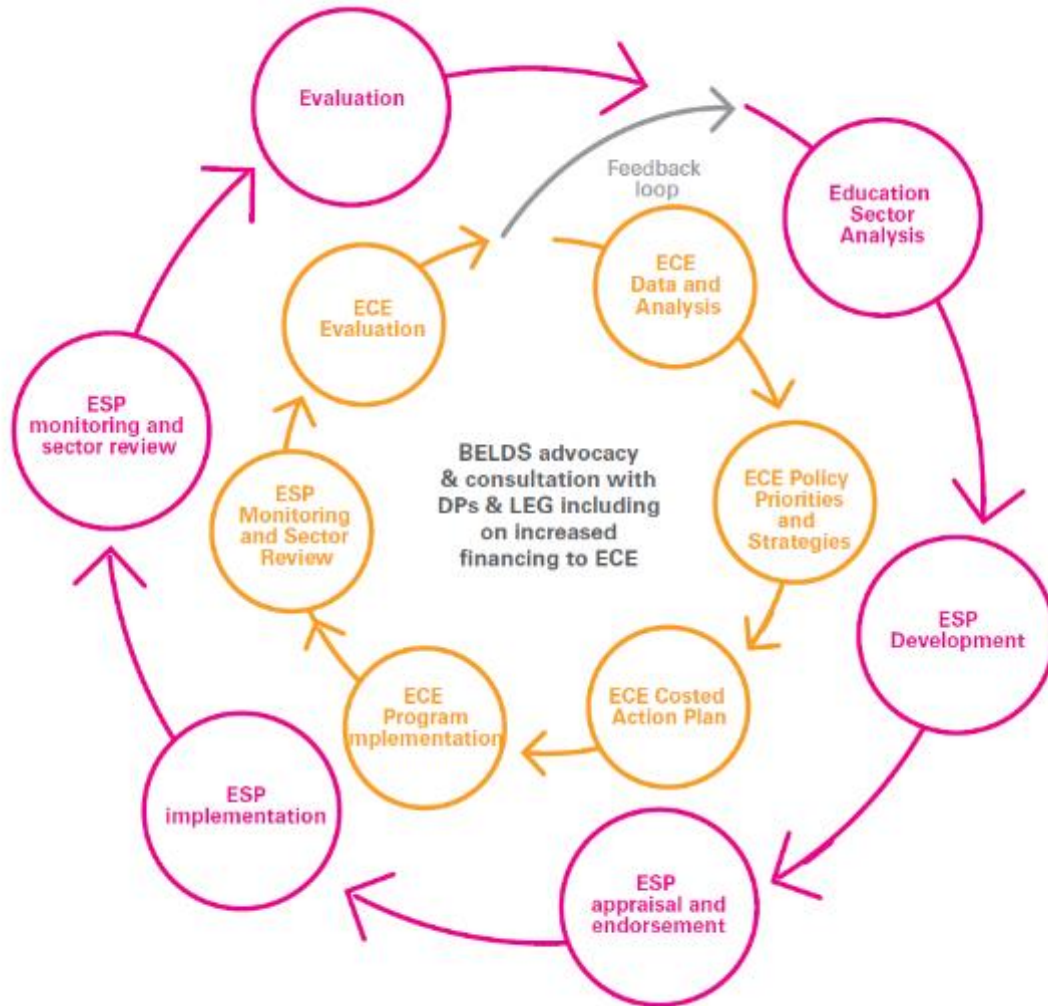 Evaluation
Feedback
loop
Education
Sector
Analysis
ECE
Data and
Analysis
ECE
Evaluation
ESP
monitoring and
sector review
BELDS advocacy
& consultation with
DPs & LEG including
on increased
financing to ECE
ECE Policy
Priorities
and
Strategies
ESP
Monitoring
and Sector
Review
ESP
Development
ECE Costed
Action Plan
ECE
Program
mplementation
ESP
implementation
ESP
appraisal and
endorsement